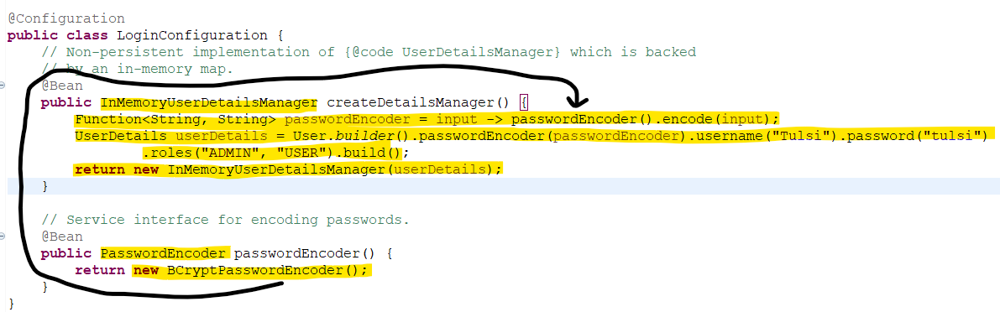 @Configuration
public class LoginConfiguration {
// Non-persistent implementation of {@code UserDetailsManager} which is backed
// by an in-memory map.
@Bean
public InMemoryUserDetailsManager createDetailsManager() {
Function<String, String> passwordEncoder = input -> passwordEncoder().encode(input);
UserDetails userDetails = User.builder().passwordEncoder(passwordEncoder).username("Tulsi").password("tulsi")
.roles("ADMIN", "USER").build();
return new InMemoryUserDetailsManager(userDetails);
}
// Service interface for encoding passwords.
@Bean
public PasswordEncoder passwordEncoder() {
return new BCryptPasswordEncoder();
}
}